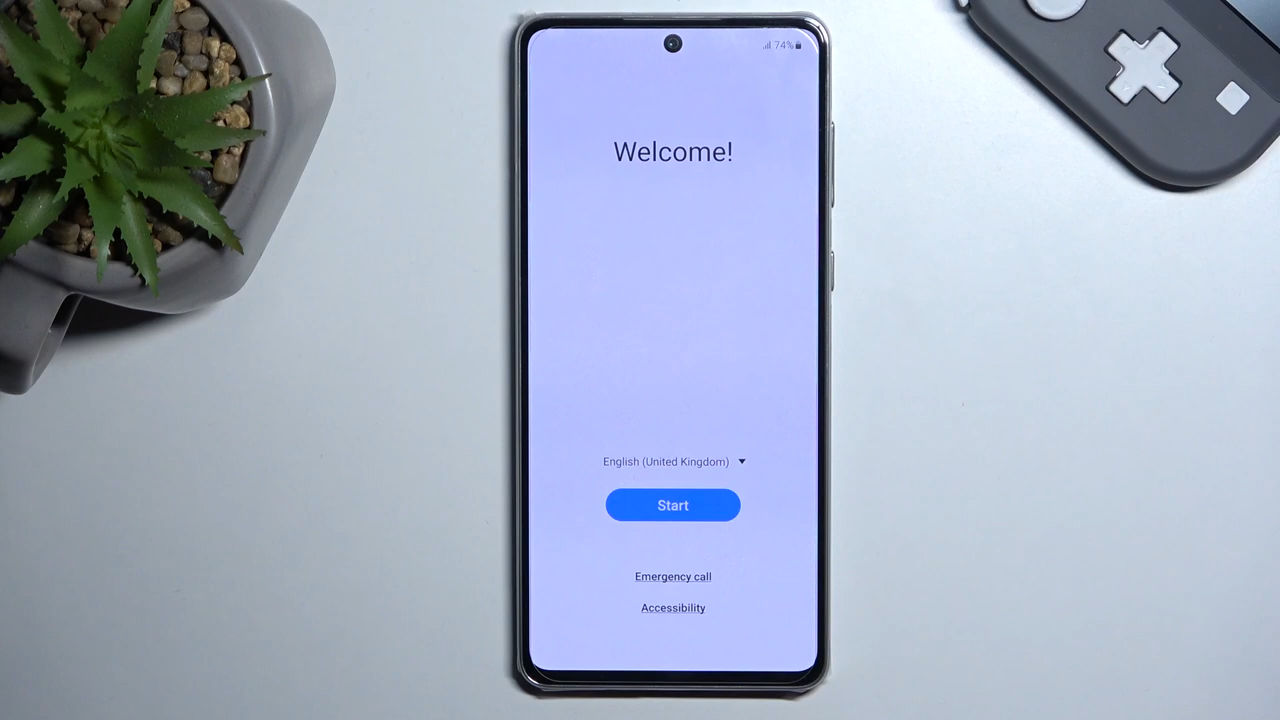 74%
Welcome!
English (United Kingdom)
Start
Emergency call
Accessibility